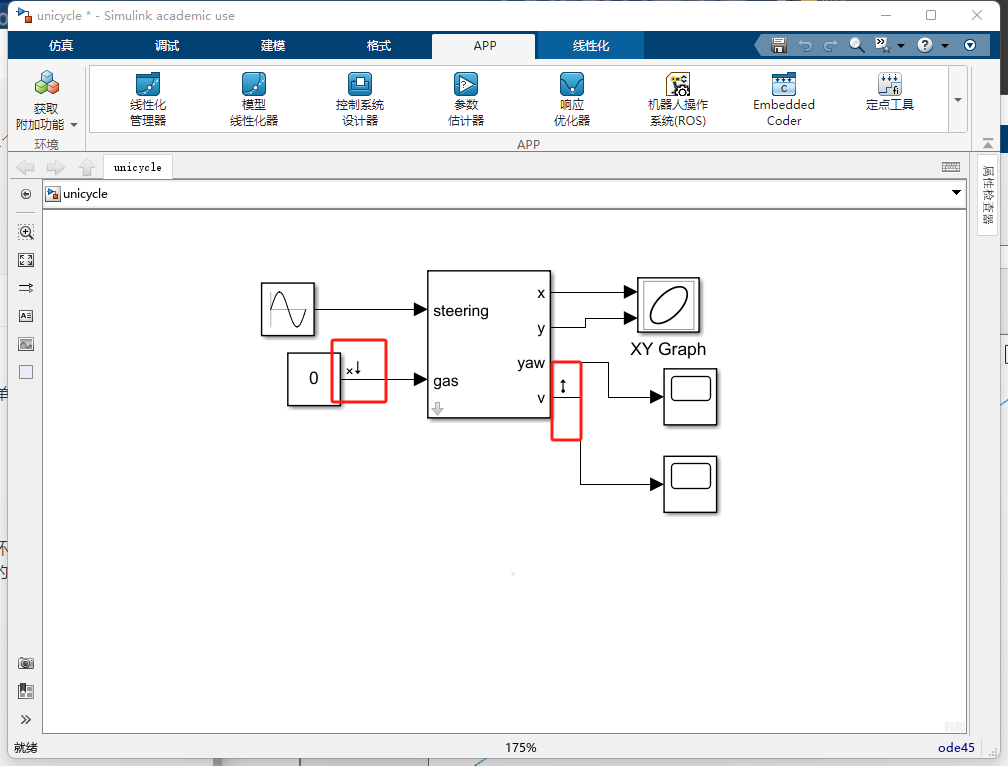 unicycle * - Simulink academic use
仿真 调试 建模 格式 APP 线性化
获取
附加功能
环境
线性化
管理器
模型
线性化器
控制系统
设计器
参数
估计器
响应
优化器
机器人操作
系统(ROS)
Embedded
Coder
定点工具
APP
unicycle
unicycle
属性检查器
steering
gas
x
y
yaw
v
0
XY Graph
就绪
175%
ode45